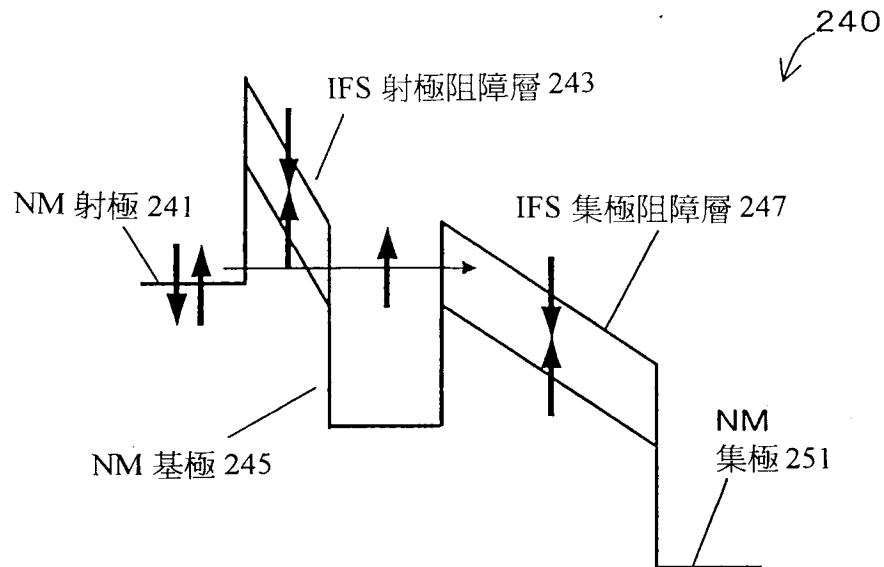 240
IFS 射極阻障層 243
NM 射極 241
IFS 集極阻障層 247
NM 基極 245
NM
集極 251